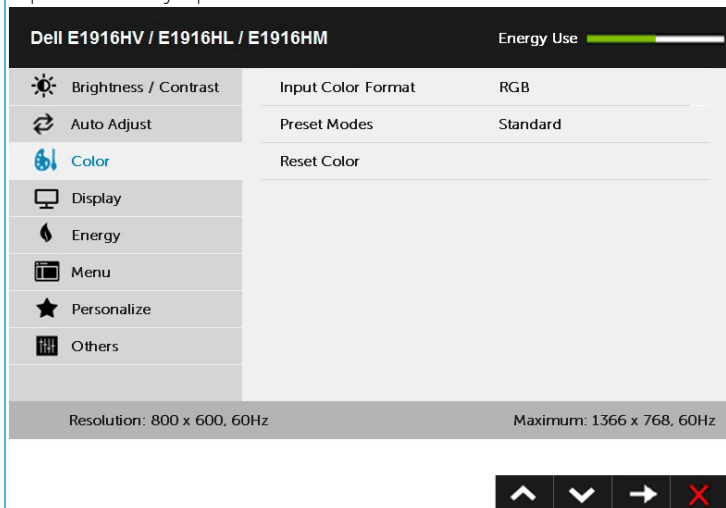 Dell E1916HV / E1916HL / E1916HM Energy Use
Brightness / Contrast Input Color Format RGB
Auto Adjust Preset Modes Standard
Color Reset Color
Display
Energy
Menu
Personalize
Others
Resolution: 800 x 600, 60Hz Maximum: 1366 x 768, 60Hz